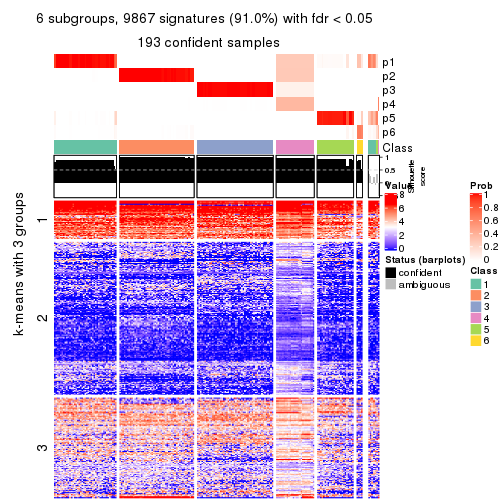 6 subgroups, 9867 signatures (91.0%) with fdr < 0.05
193 confident samples
p1
p2
p3
p4
p5
p6
Class
1
0.5
0
Silhouette
score
k-means with 3 groups
1
2
3
Value
8
6
4
2
0
Status (barplots)
confident
ambiguous
Prob
1
0.8
0.6
0.4
0.2
0
Class
1
2
3
4
5
6